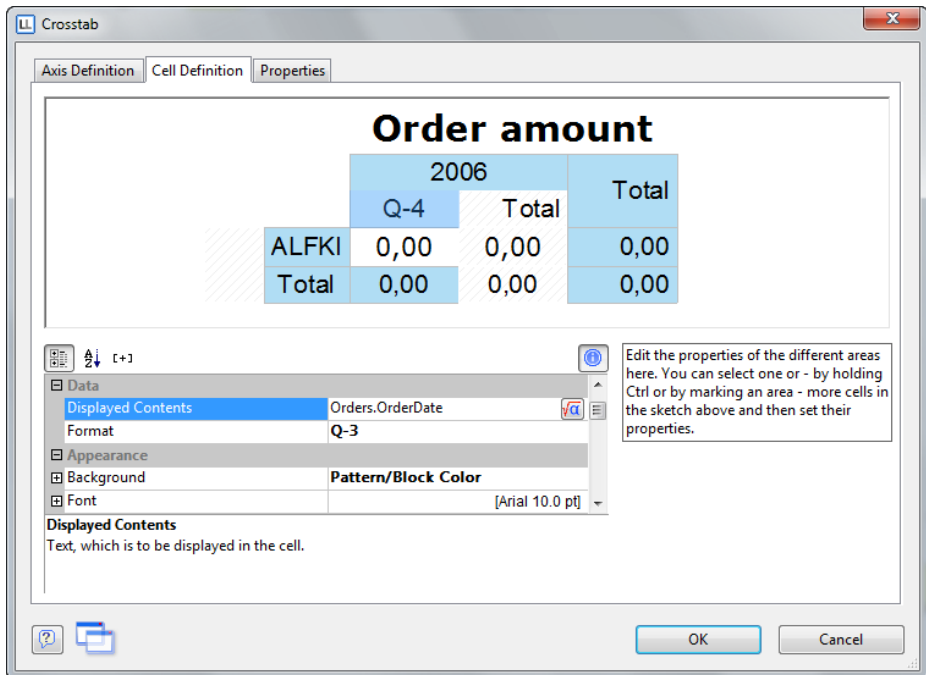 LL Crosstab
X
Axis Definition Cell Definition Properties
Order amount
2006 Total
Q-4 Total
ALFKI 0,00 0,00 0,00
Total 0,00 0,00 0,00
A Z [+] i
Data
Displayed Contents Orders.OrderDate √α
Format Q-3
Appearance
Background Pattern/Block Color
Font [Arial 10.0 pt]
Displayed Contents
Text, which is to be displayed in the cell.
Edit the properties of the different areas
here. You can select one or - by holding
Ctrl or by marking an area - more cells in
the sketch above and then set their
properties.
? OK Cancel